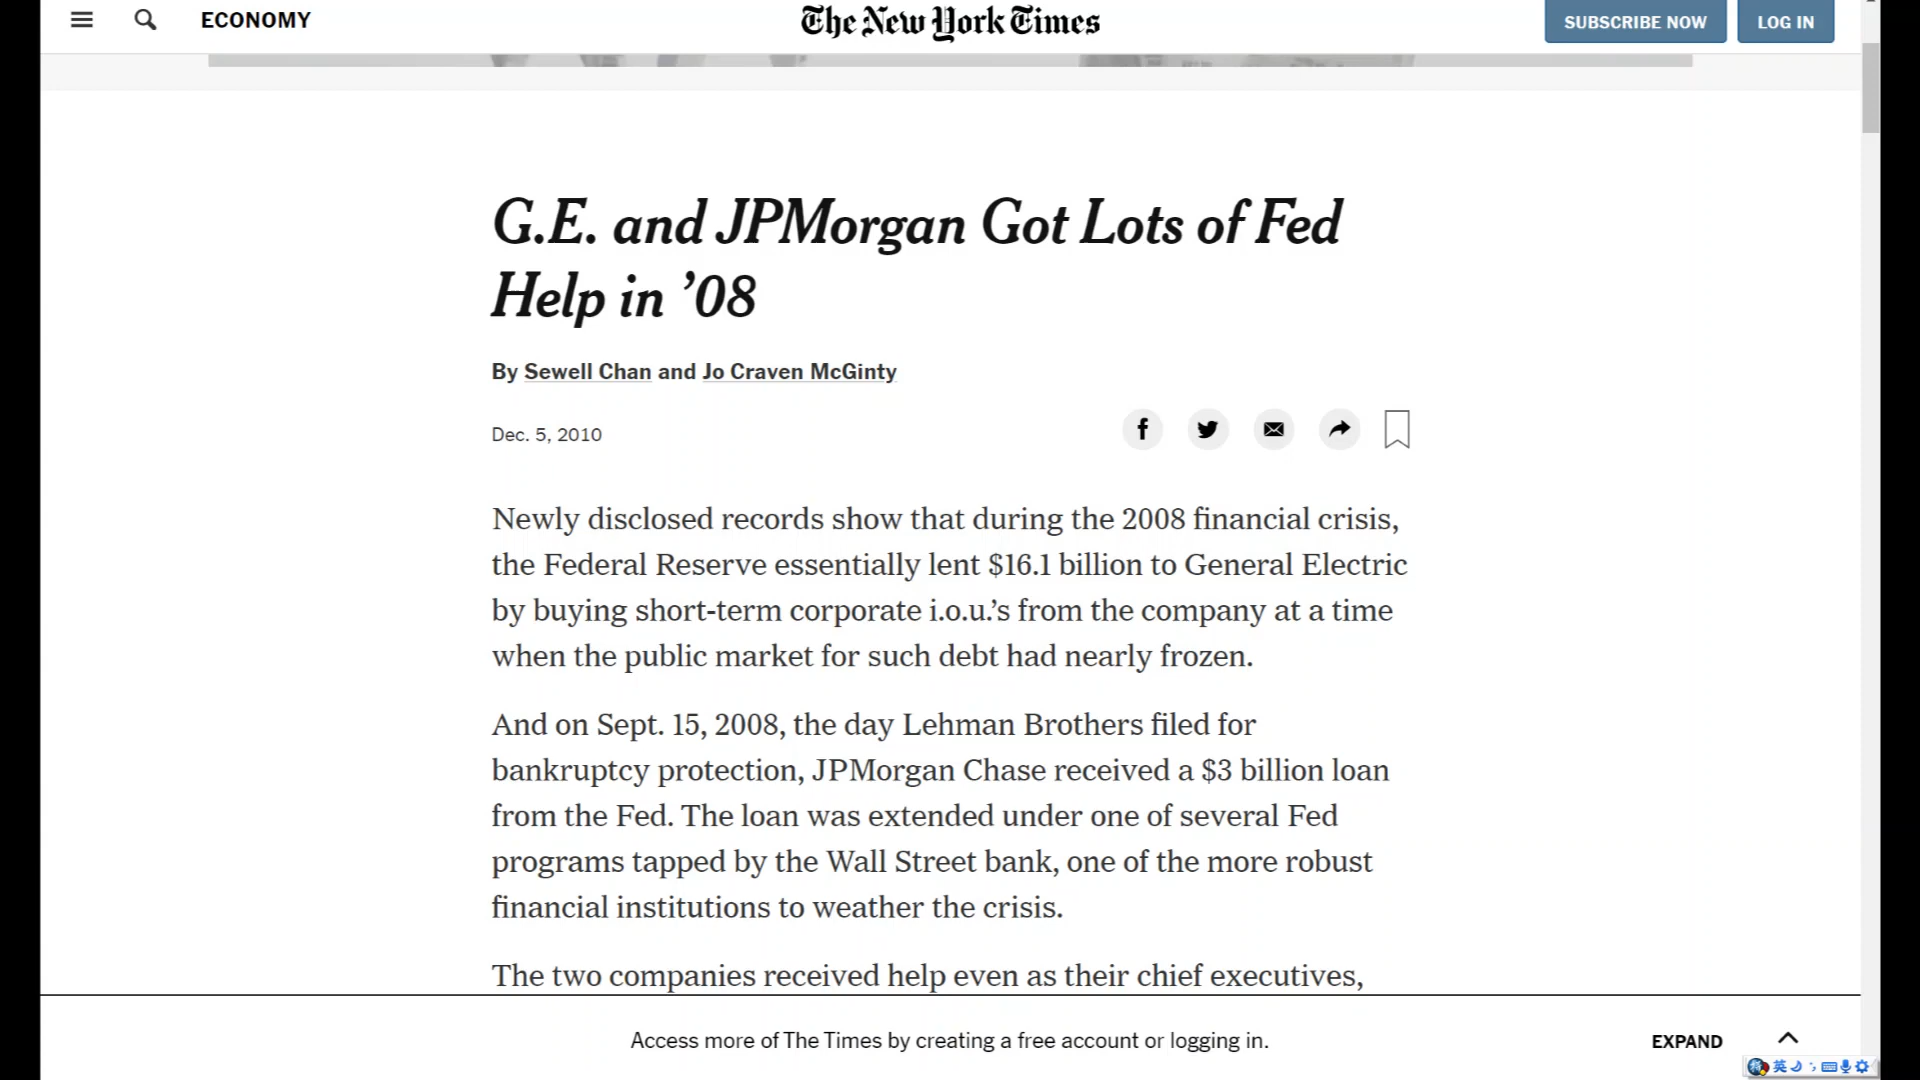 ECONOMY
The New York Times
SUBSCRIBE NOW
LOG IN
G.E. and JPMorgan Got Lots of Fed
Help in ’08
By Sewell Chan and Jo Craven McGinty
Dec. 5, 2010
Newly disclosed records show that during the 2008 financial crisis,
the Federal Reserve essentially lent $16.1 billion to General Electric
by buying short-term corporate i.o.u.’s from the company at a time
when the public market for such debt had nearly frozen.
And on Sept. 15, 2008, the day Lehman Brothers filed for
bankruptcy protection, JPMorgan Chase received a $3 billion loan
from the Fed. The loan was extended under one of several Fed
programs tapped by the Wall Street bank, one of the more robust
financial institutions to weather the crisis.
The two companies received help even as their chief executives,
Access more of The Times by creating a free account or logging in.
EXPAND
英